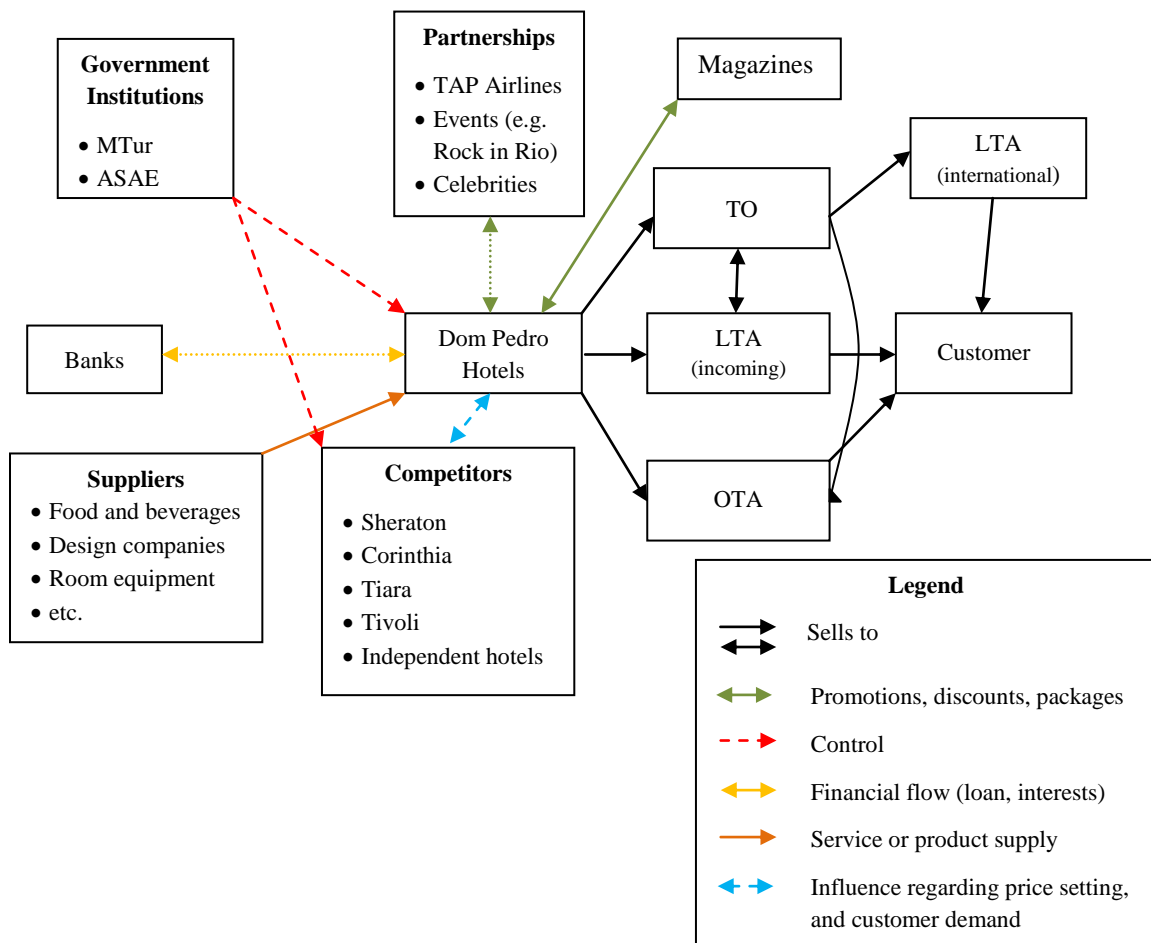 Government
Institutions
• MTur
• ASAE
Partnerships
• TAP Airlines
• Events (e.g.
Rock in Rio)
• Celebrities
Magazines
LTA
(international)
TO
Banks
Dom Pedro
Hotels
LTA
(incoming)
Customer
Suppliers
• Food and beverages
• Design companies
• Room equipment
• etc.
Competitors
• Sheraton
• Corinthia
• Tiara
• Tivoli
• Independent hotels
OTA
Legend
Sells to
Promotions, discounts, packages
Control
Financial flow (loan, interests)
Service or product supply
Influence regarding price setting,
and customer demand